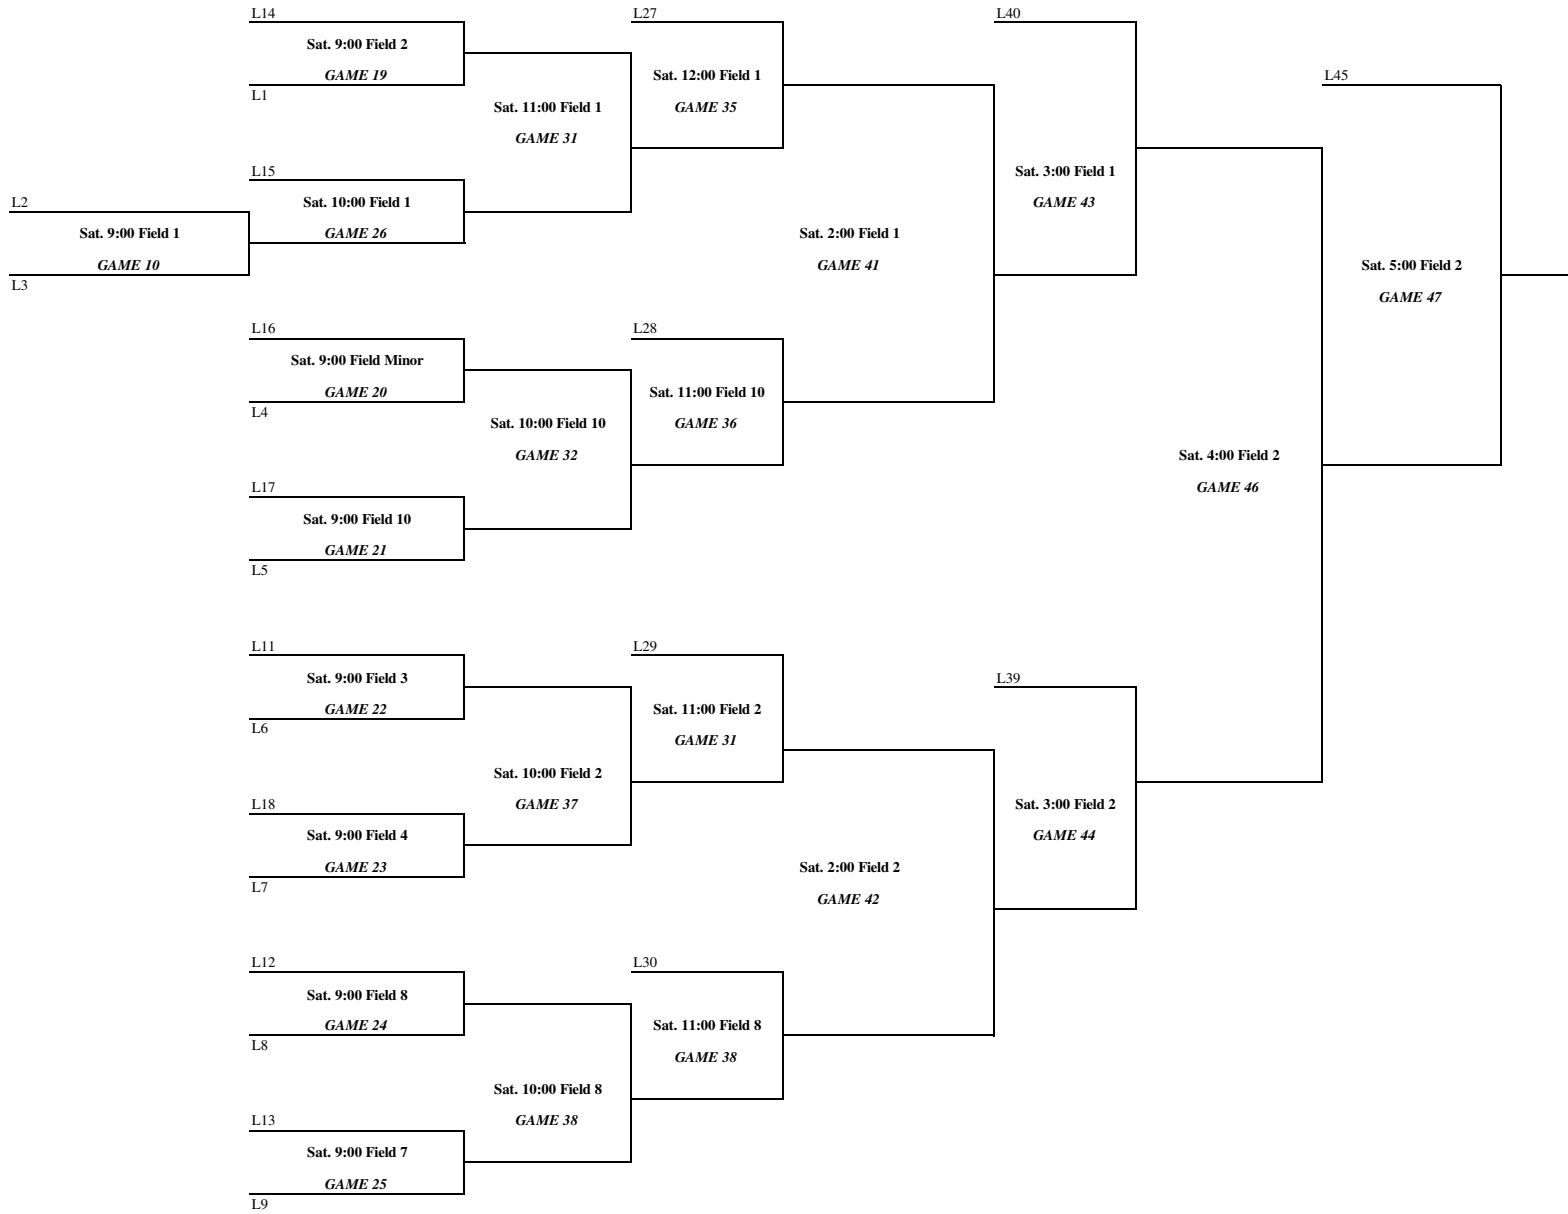 L14
L27
L40
Sat. 9:00 Field 2
GAME 19
L1
Sat. 12:00 Field 1
GAME 35
L45
Sat. 11:00 Field 1
GAME 31
L15
Sat. 10:00 Field 1
GAME 26
Sat. 3:00 Field 1
GAME 43
L2
Sat. 9:00 Field 1
GAME 10
L3
Sat. 2:00 Field 1
GAME 41
Sat. 5:00 Field 2
GAME 47
L16
L28
Sat. 9:00 Field Minor
GAME 20
L4
Sat. 11:00 Field 10
GAME 36
Sat. 10:00 Field 10
GAME 32
Sat. 4:00 Field 2
GAME 46
L17
Sat. 9:00 Field 10
GAME 21
L5
L11
L29
L39
Sat. 9:00 Field 3
GAME 22
L6
Sat. 11:00 Field 2
GAME 31
Sat. 10:00 Field 2
GAME 37
L18
Sat. 9:00 Field 4
GAME 23
L7
Sat. 3:00 Field 2
GAME 44
Sat. 2:00 Field 2
GAME 42
L12
L30
Sat. 9:00 Field 8
GAME 24
L8
Sat. 11:00 Field 8
GAME 38
Sat. 10:00 Field 8
GAME 38
L13
Sat. 9:00 Field 7
GAME 25
L9